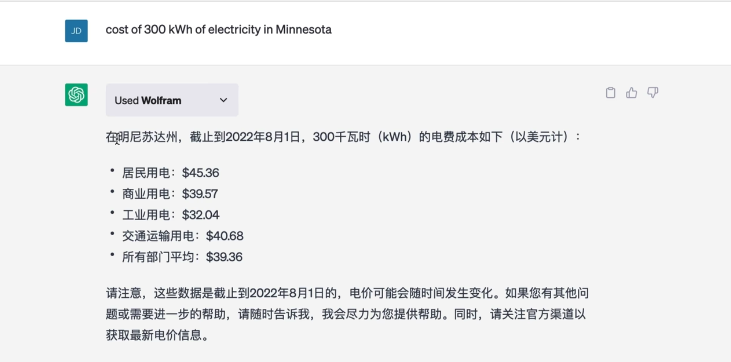 JD
cost of 300 kWh of electricity in Minnesota
Used Wolfram
在明尼苏达州，截止到2022年8月1日，300千瓦时（kWh）的电费成本如下（以美元计）：
• 居民用电：$45.36
• 商业用电：$39.57
• 工业用电：$32.04
• 交通运输用电：$40.68
• 所有部门平均：$39.36
请注意，这些数据是截止到2022年8月1日的，电价可能会随时间发生变化。如果您有其他问
题或需要进一步的帮助，请随时告诉我，我会尽力为您提供帮助。同时，请关注官方渠道以
获取最新电价信息。